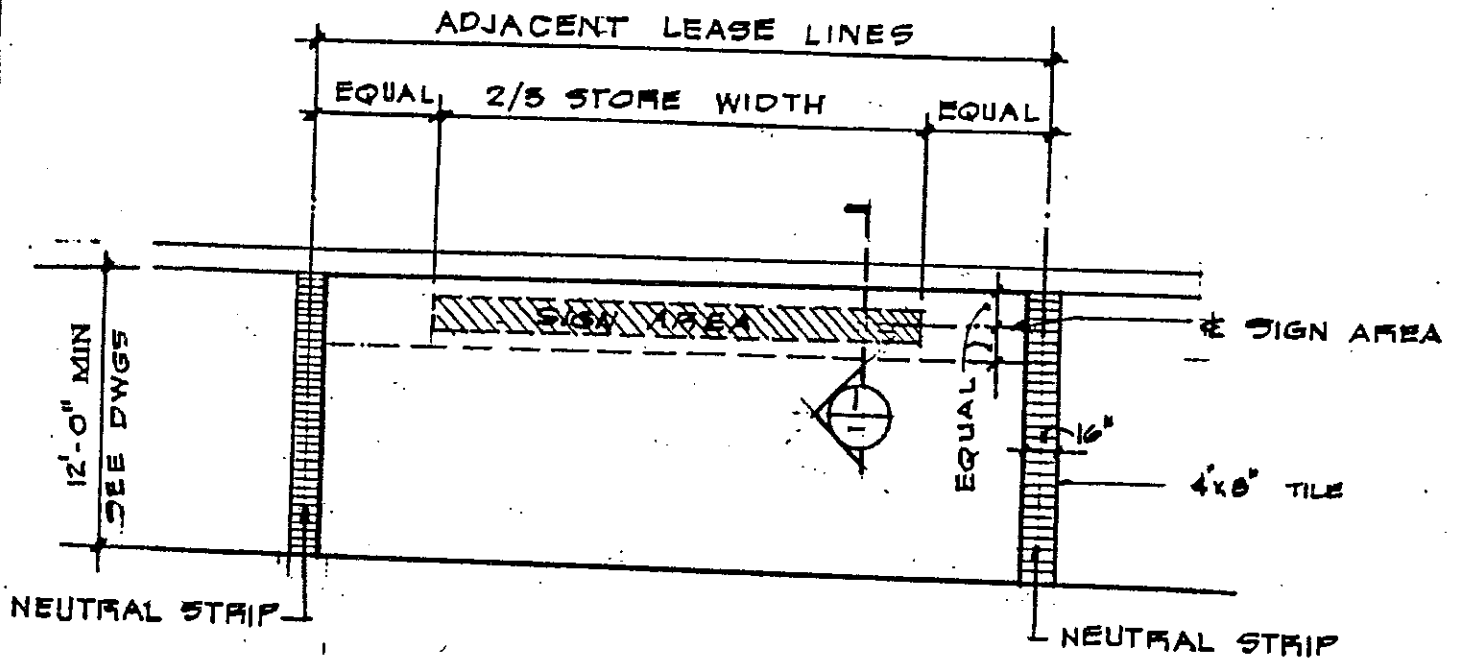 ADJACENT LEASE LINES
EQUAL
2/3 STORE WIDTH
EQUAL
SIGN AREA
℄ SIGN AREA
12'-0" MIN
SEE DWGS
EQUAL
16"
4"x8" TILE
1
1
NEUTRAL STRIP
NEUTRAL STRIP